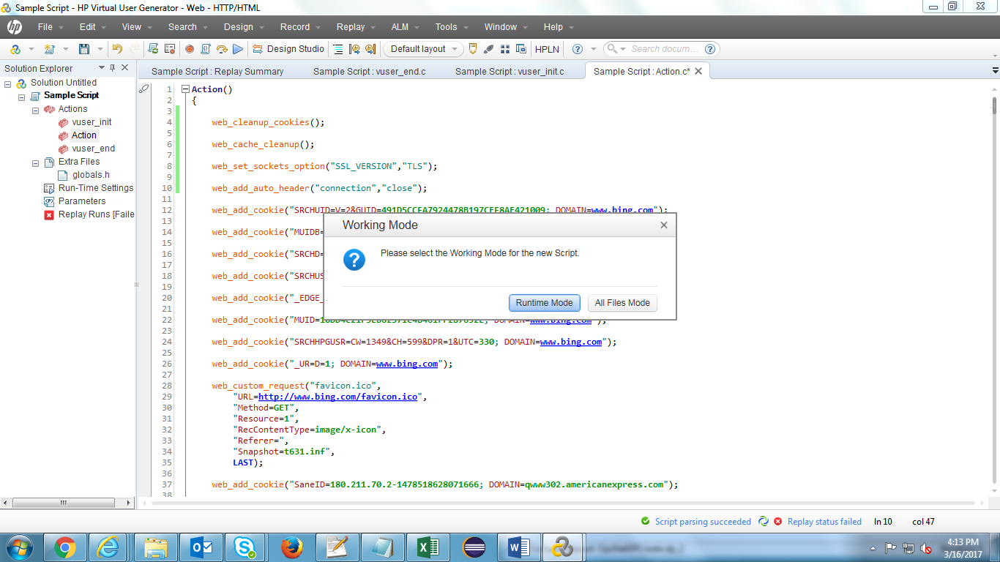 Sample Script - HP Virtual User Generator - Web - HTTP/HTML
hp File Edit View Search Design Record Replay ALM Tools Window Help
Design Studio Default layout HPLN Search docum...
Solution Explorer
Solution Untitled
Sample Script
Actions
vuser_init
Action
vuser_end
Extra Files
globals.h
Run-Time Settings
Parameters
Replay Runs [Faile
Sample Script : Replay Summary Sample Script : vuser_end.c Sample Script : vuser_init.c Sample Script : Action.c*
1 Action()
2 {
3
4 web_cleanup_cookies();
5
6 web_cache_cleanup();
7
8 web_set_sockets_option("SSL_VERSION","TLS");
9
10 web_add_auto_header("connection","close");
11
12 web_add_cookie("SRCHUID=V=2&GUID=491D5CCEA7924478B197CEE8AF421009; DOMAIN=www.bing.com");
13
14 web_add_cookie("MUIDB=
15
16 web_add_cookie("SRCHD=
17
18 web_add_cookie("SRCHUS
19
20 web_add_cookie("_EDGE_
21
22 web_add_cookie("MUID= DOMAIN=www.bing.com");
23
24 web_add_cookie("SRCHHPGUSR=CW=1349&CH=599&DPR=1&UTC=330; DOMAIN=www.bing.com");
25
26 web_add_cookie("_UR=D=1; DOMAIN=www.bing.com");
27
28 web_custom_request("favicon.ico",
29 "URL=http://www.bing.com/favicon.ico",
30 "Method=GET",
31 "Resource=1",
32 "RecContentType=image/x-icon",
33 "Referer=",
34 "Snapshot=t631.inf",
35 LAST);
36
37 web_add_cookie("SaneID=180.211.70.2-1478518628071666; DOMAIN=qwww302.americanexpress.com");
38
Working Mode
Please select the Working Mode for the new Script.
Runtime Mode All Files Mode
Script parsing succeeded Replay status failed ln 10 col 47
4:13 PM
3/16/2017